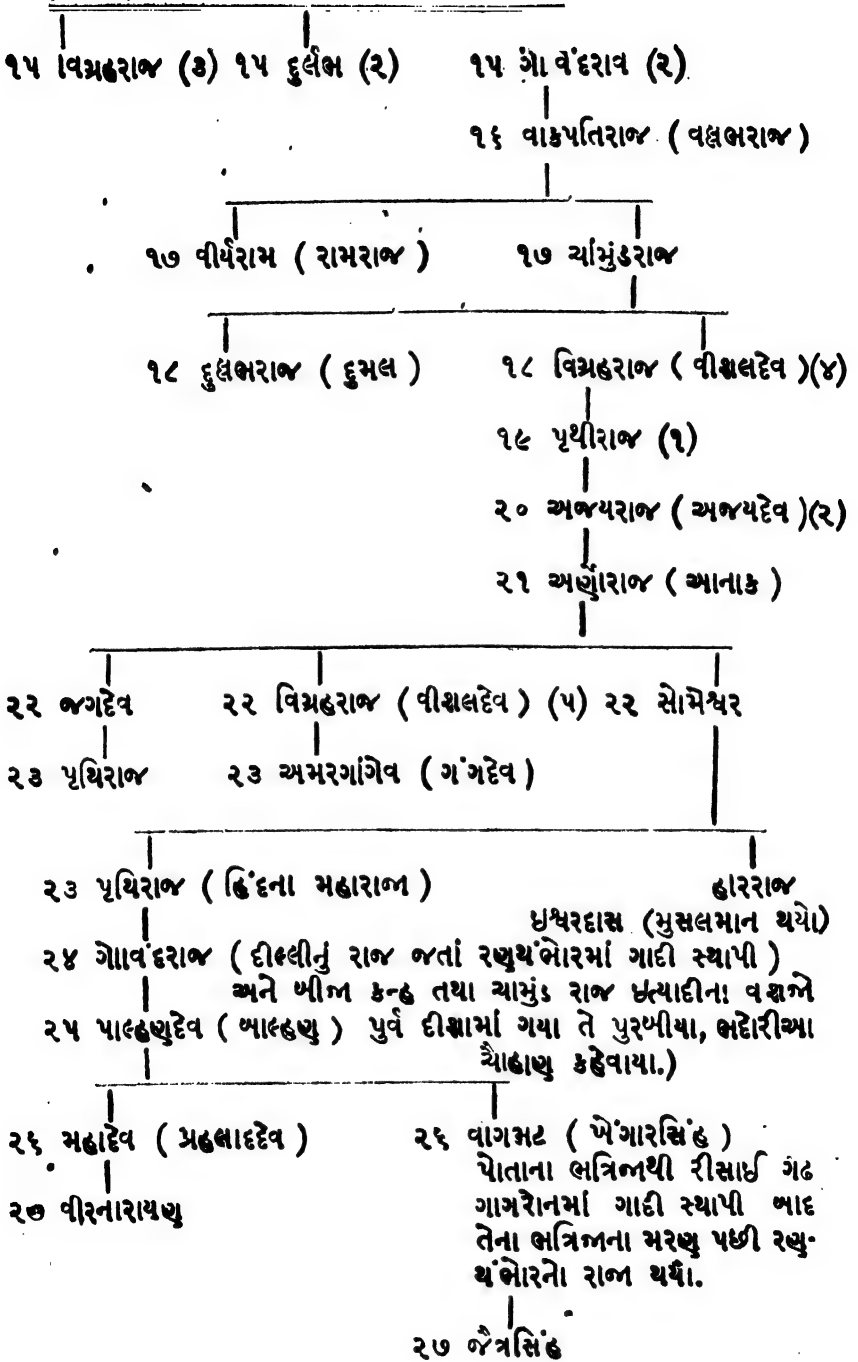 ૧૫ વિગ્રહરાજ (૩) ૧૫ દુર્લભ (૨) ૧૫ ગો વંદરાવ (૨)
૧૬ વાકપતિરાજ (વલ્લભરાજ)
૧૭ વીર્યરામ (રામરાજ) ૧૭ ચામુંડરાજ
૧૮ દુલ્લભરાજ (દુમલ) ૧૮ વિગ્રહરાજ (વીશલદેવ)(૪)
૧૯ પૃથીરાજ (૧)
૨૦ અજયરાજ (અજયદેવ)(૨)
૨૧ અર્ણોરાજ (આનાક)
૨૨ જગદેવ ૨૨ વિગ્રહરાજ (વીશલદેવ) (૫) ૨૨ સોમેશ્વર
૨૩ પૃથિરાજ ૨૩ અમરગાંગેવ (ગંગદેવ)
૨૩ પૃથિરાજ (હિંદના મહારાજા) હારરાજ
ઇશ્વરદાસ (મુસલમાન થયો)
૨૪ ગોવિંદરાજ (દીલ્લીનું રાજ જતાં રણથંભોરમાં ગાદી સ્થાપી)
અને બીજા કન્હ તથા ચામુંડ રાજ ઇત્યાદીના વશજો
૨૫ પાલ્હણદેવ (બાલ્હણ) પુર્વ દીશામાં ગયા તે પુરબીયા, ભદોરીઆ
ચૈાહાણ કહેવાયા.)
૨૬ મહાદેવ (પ્રહલાદદેવ) ૨૬ વાગભટ (ખેંગારસિંહ)
પોતાના ભત્રિજાથી રીસાઈ ગઢ
૨૭ વીરનારાયણ ગામરોનમાં ગાદી સ્થાપી બાદ
તેના ભત્રિજાના મરણ પછી રણ-
થંભોરનો રાજા થયૈા.
૨૭ જૈત્રસિંહ